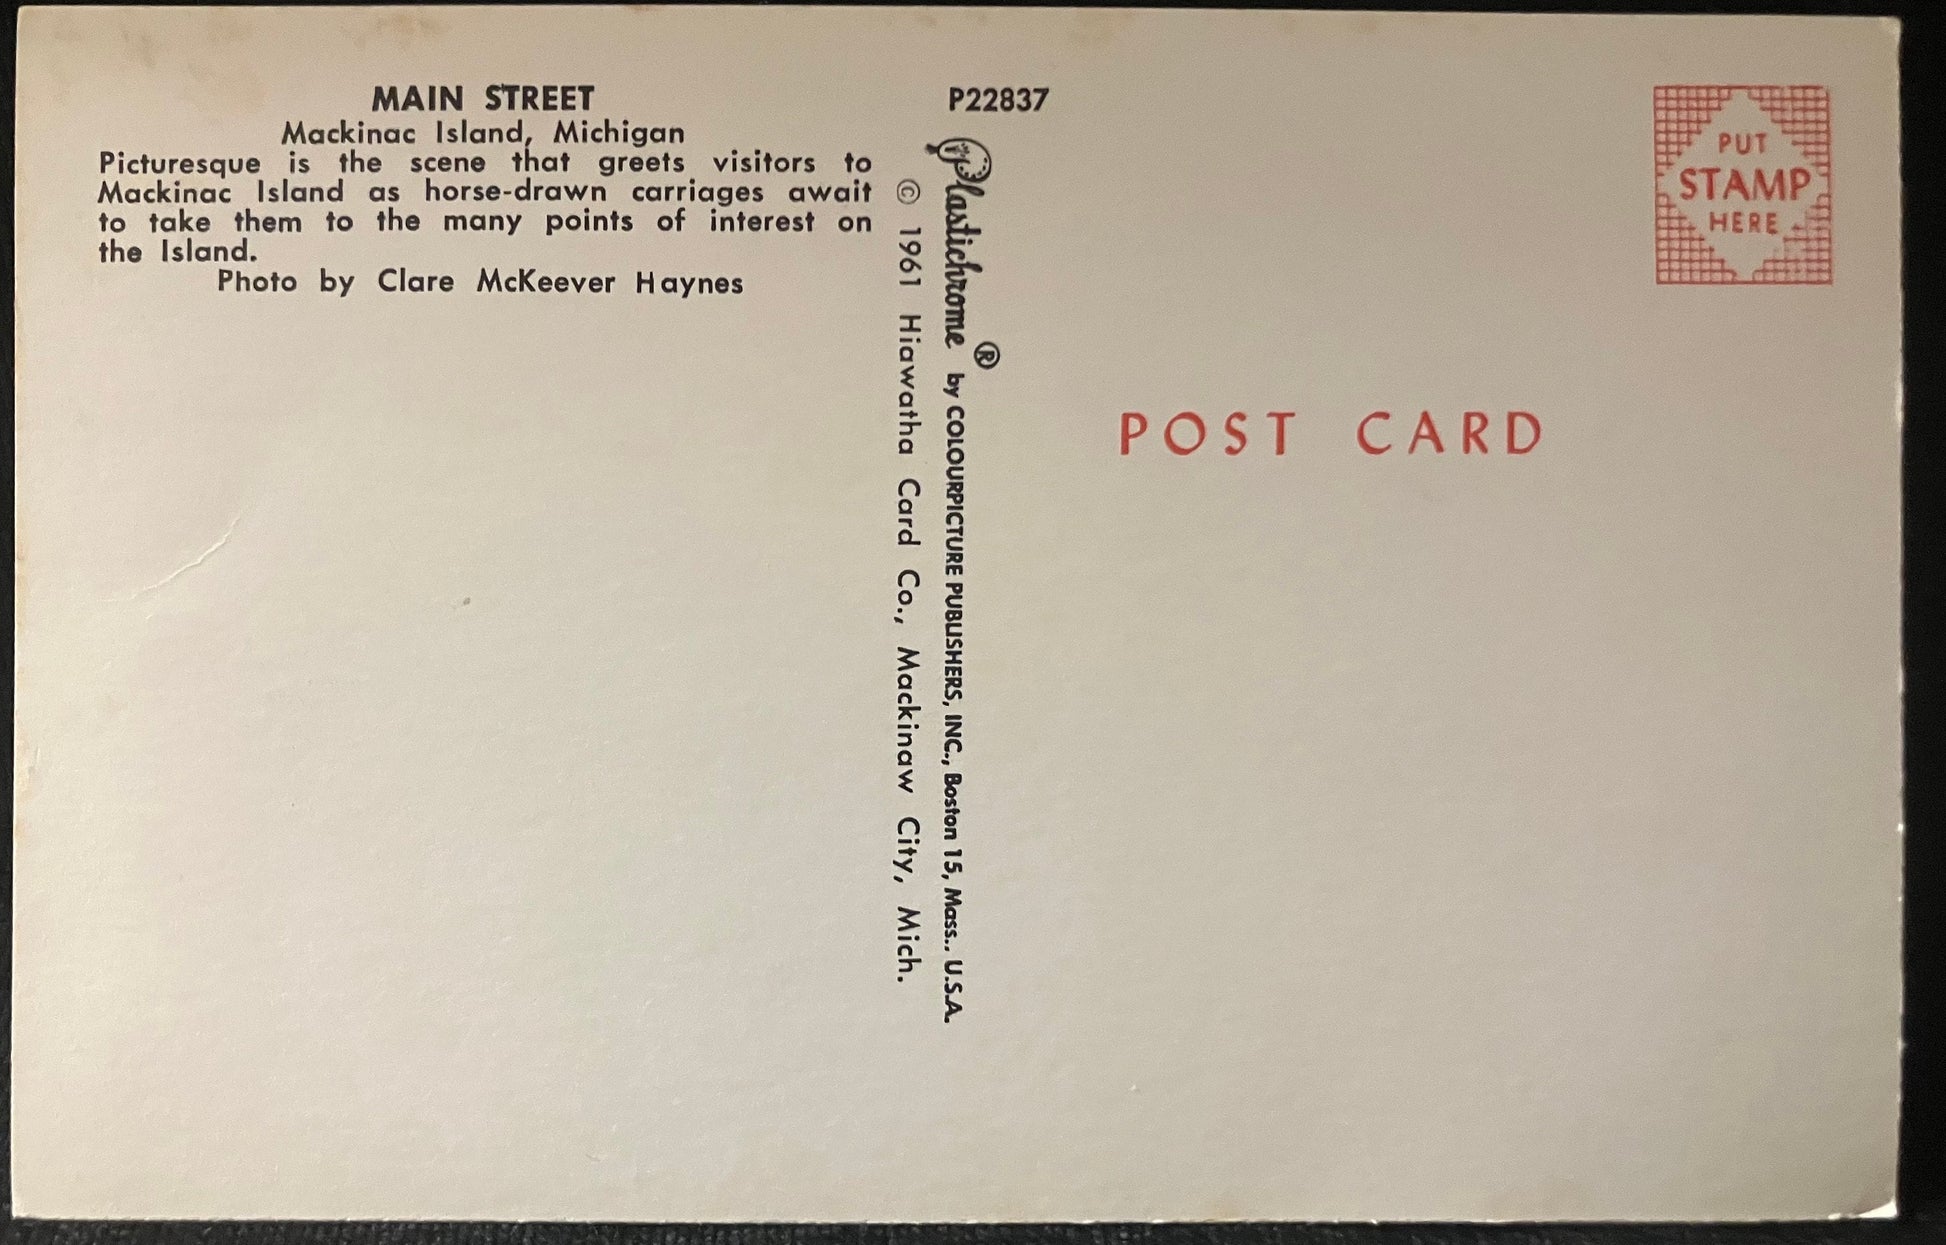 MAIN STREET
Mackinac Island, Michigan
Picturesque is the scene that greets visitors to
Mackinac Island as horse-drawn carriages await
to take them to the many points of interest on
the Island.
Photo by Clare McKeever Haynes
© 1961 Hiawatha Card Co., Mackinaw City, Mich.
P22837
Plastichrome ® by COLOURPICTURE PUBLISHERS, INC., Boston 15, Mass., U.S.A.
PUT
STAMP
HERE
POST CARD